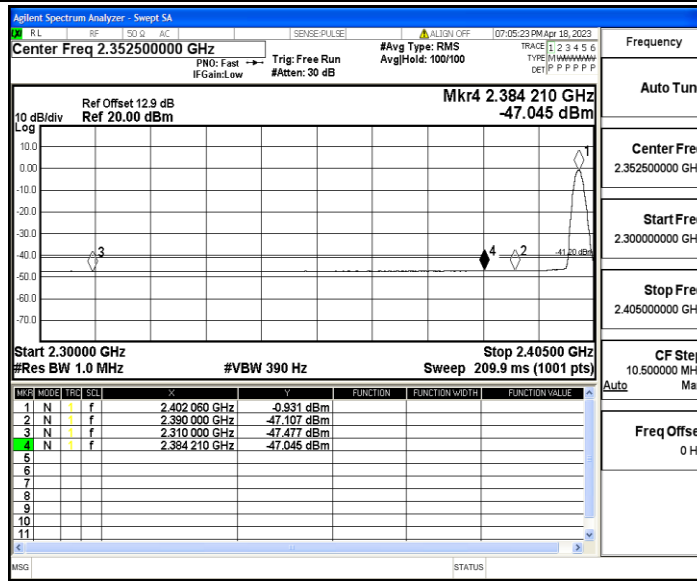 Agilent Spectrum Analyzer - Swept SA
RL RF 50 Ω AC SENSE:PULSE ALIGN OFF 07:05:23 PM Apr 18, 2023
Center Freq 2.352500000 GHz #Avg Type: RMS TRACE 1 2 3 4 5 6
PNO: Fast Trig: Free Run Avg|Hold: 100/100 TYPE M
IFGain:Low #Atten: 30 dB DET P P P P P P
Mkr4 2.384 210 GHz
-47.045 dBm
Ref Offset 12.9 dB
10 dB/div Ref 20.00 dBm
Log
10.0
0.00
-10.0
-20.0
-30.0
-40.0
-50.0
-60.0
-70.0
1
3
4
2
-41.20 dBm
Start 2.30000 GHz Stop 2.40500 GHz
#Res BW 1.0 MHz #VBW 390 Hz Sweep 209.9 ms (1001 pts)
MKR MODE TRC SCL X Y FUNCTION FUNCTION WIDTH FUNCTION VALUE
1 N 1 f 2.402 060 GHz -0.931 dBm
2 N 1 f 2.390 000 GHz -47.107 dBm
3 N 1 f 2.310 000 GHz -47.477 dBm
4 N 1 f 2.384 210 GHz -47.045 dBm
5
6
7
8
9
10
11
MSG STATUS
Frequency
Auto Tun
Center Fre
2.352500000 GH
Start Fre
2.300000000 GH
Stop Fre
2.405000000 GH
CF Step
10.500000 MH
Auto Ma
Freq Offse
0 H